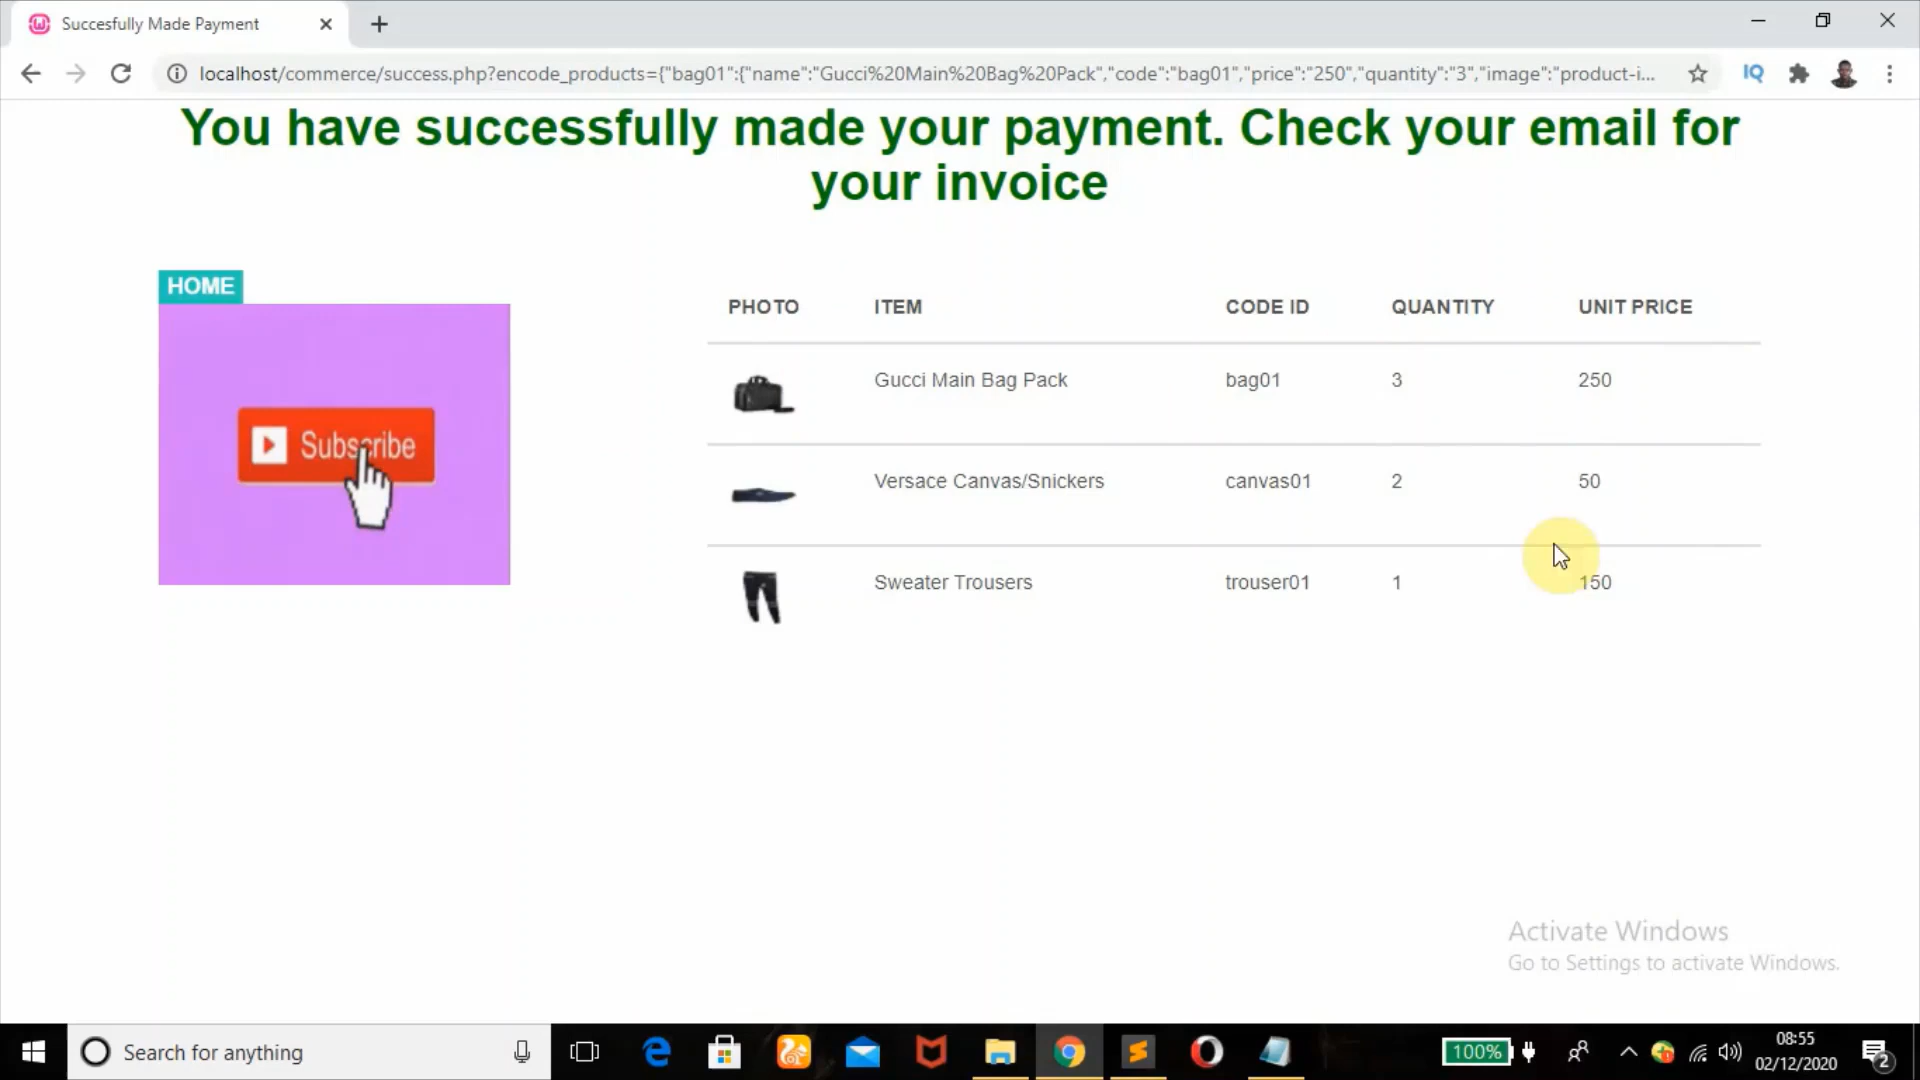 Succesfully Made Payment
localhost/commerce/success.php?encode_products={"bag01":{"name":"Gucci%20Main%20Bag%20Pack","code":"bag01","price":"250","quantity":"3","image":"product-i...
IQ
You have successfully made your payment. Check your email for
your invoice
HOME
Subscribe
PHOTO ITEM CODE ID QUANTITY UNIT PRICE
Gucci Main Bag Pack bag01 3 250
Versace Canvas/Snickers canvas01 2 50
Sweater Trousers trouser01 1 150
Activate Windows
Go to Settings to activate Windows.
Search for anything
100%
08:55
02/12/2020
2